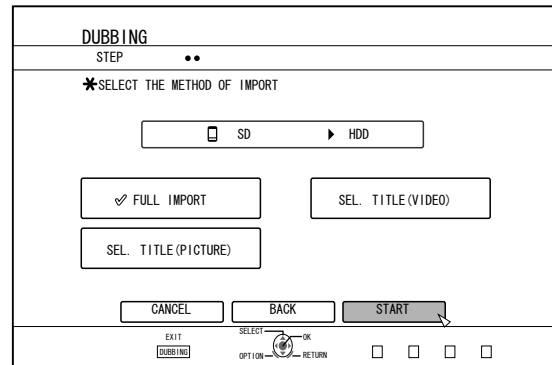 DUBBING
STEP
*SELECT THE METHOD OF IMPORT
SD ▶ HDD
✓ FULL IMPORT
SEL. TITLE(VIDEO)
SEL. TITLE(PICTURE)
CANCEL
BACK
START
EXIT
DUBBING
SELECT
OK
OPTION
RETURN